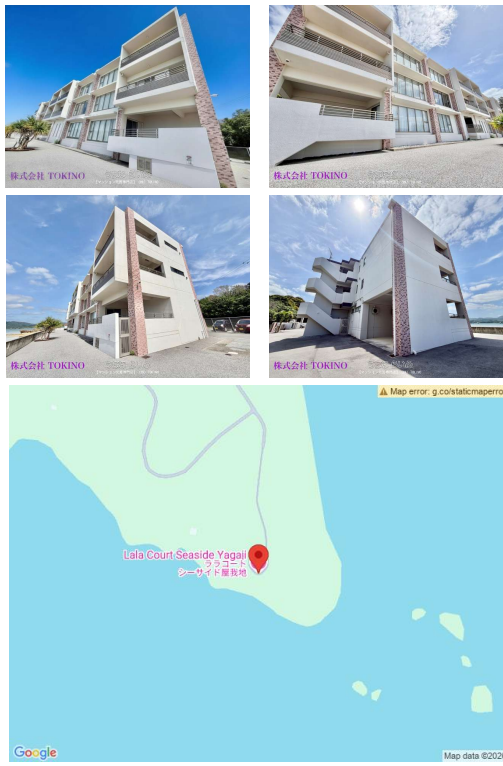 株式会社 TOKINO
株式会社 TOKINO
株式会社 TOKINO
株式会社 TOKINO
Map error: g.co/staticmaperro
Lala Court Seaside Yagaji
ララコート
シーサイド屋我地
Google
Map data ©2026